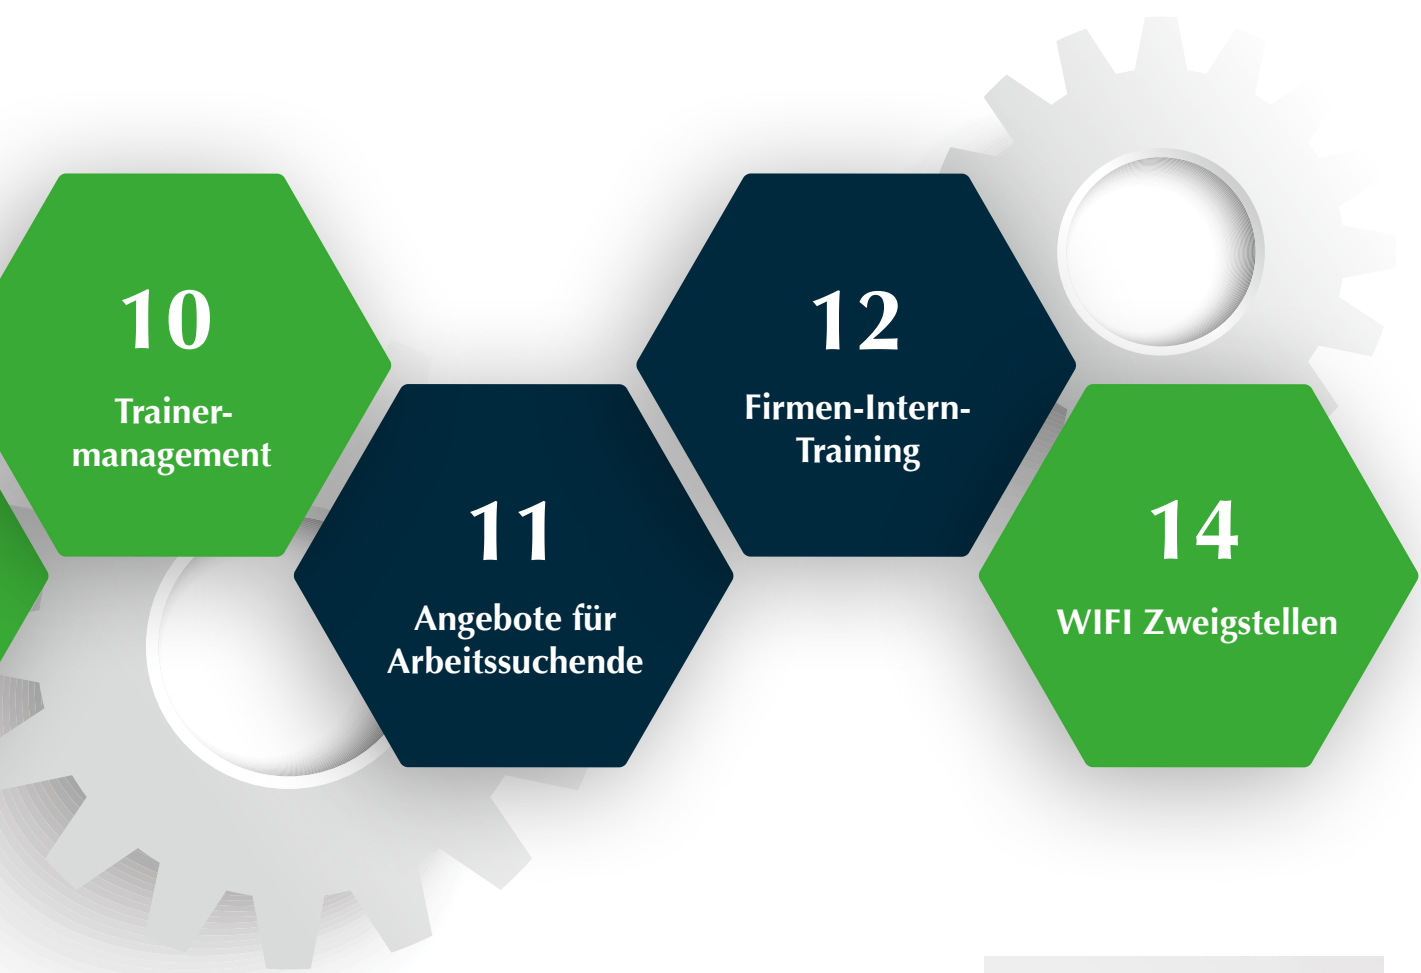 10
Trainer-
management
11
Angebote für
Arbeitssuchende
12
Firmen-Intern-
Training
14
WIFI Zweigstellen